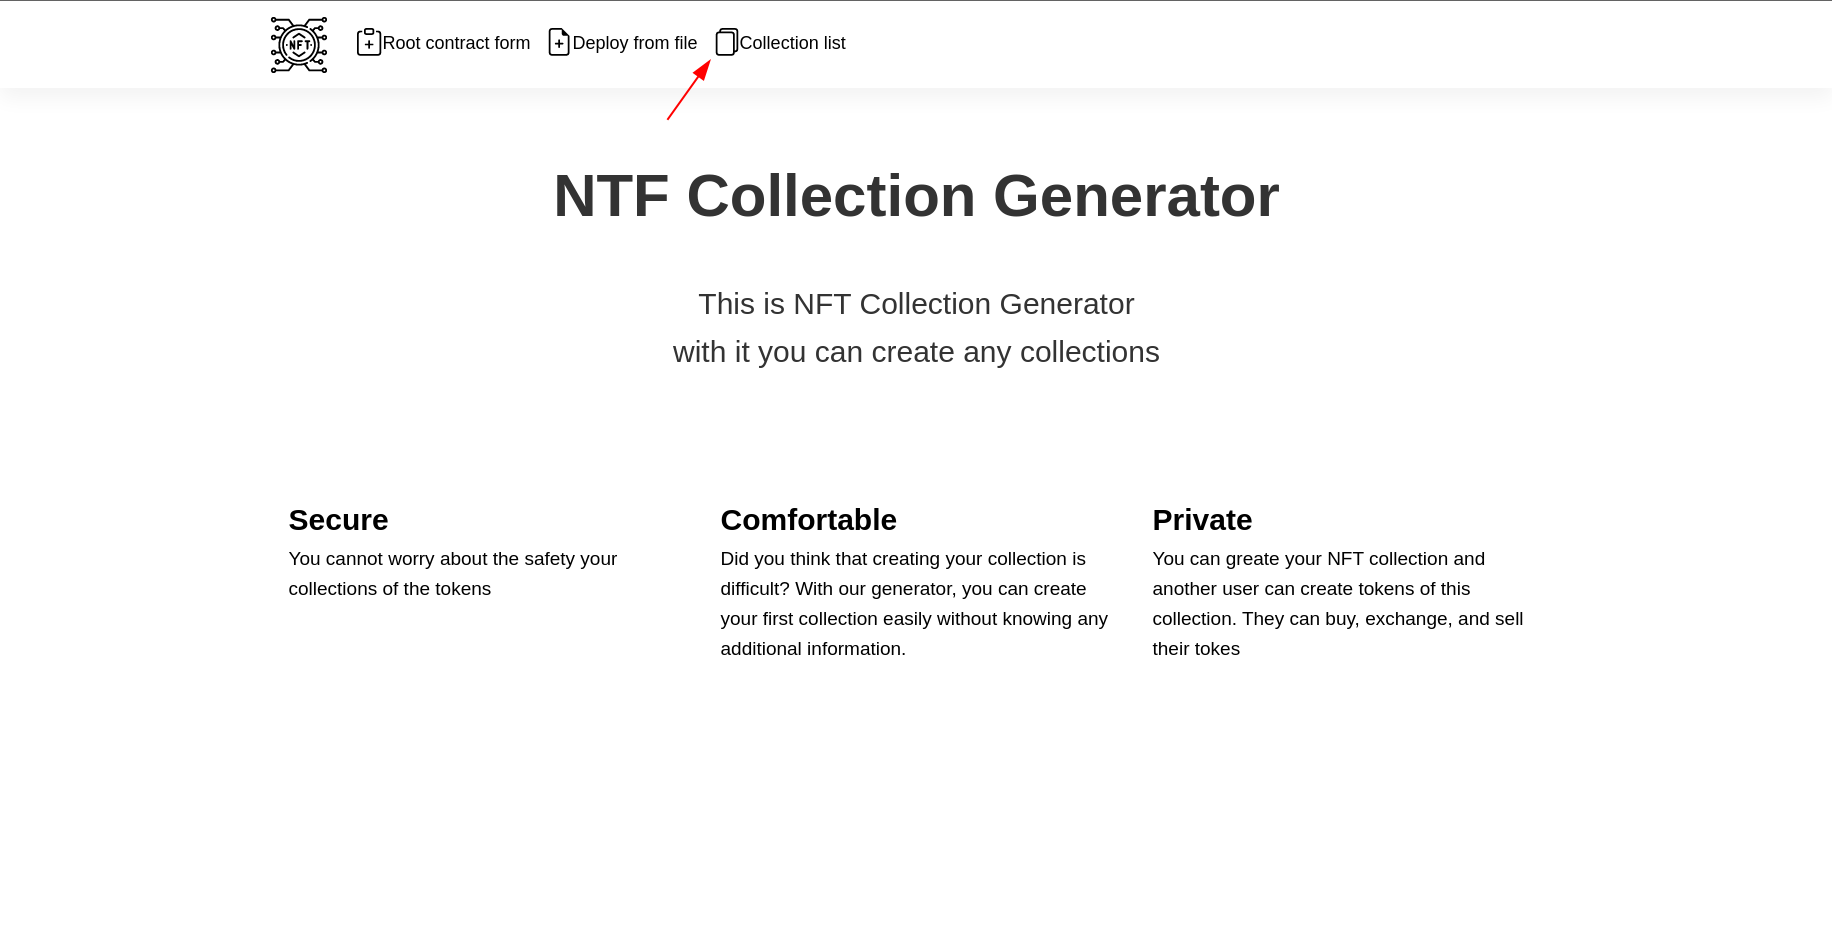 NFT
Root contract form
Deploy from file
Collection list
NTF Collection Generator
This is NFT Collection Generator
with it you can create any collections
Secure
You cannot worry about the safety your
collections of the tokens
Comfortable
Did you think that creating your collection is
difficult? With our generator, you can create
your first collection easily without knowing any
additional information.
Private
You can greate your NFT collection and
another user can create tokens of this
collection. They can buy, exchange, and sell
their tokes